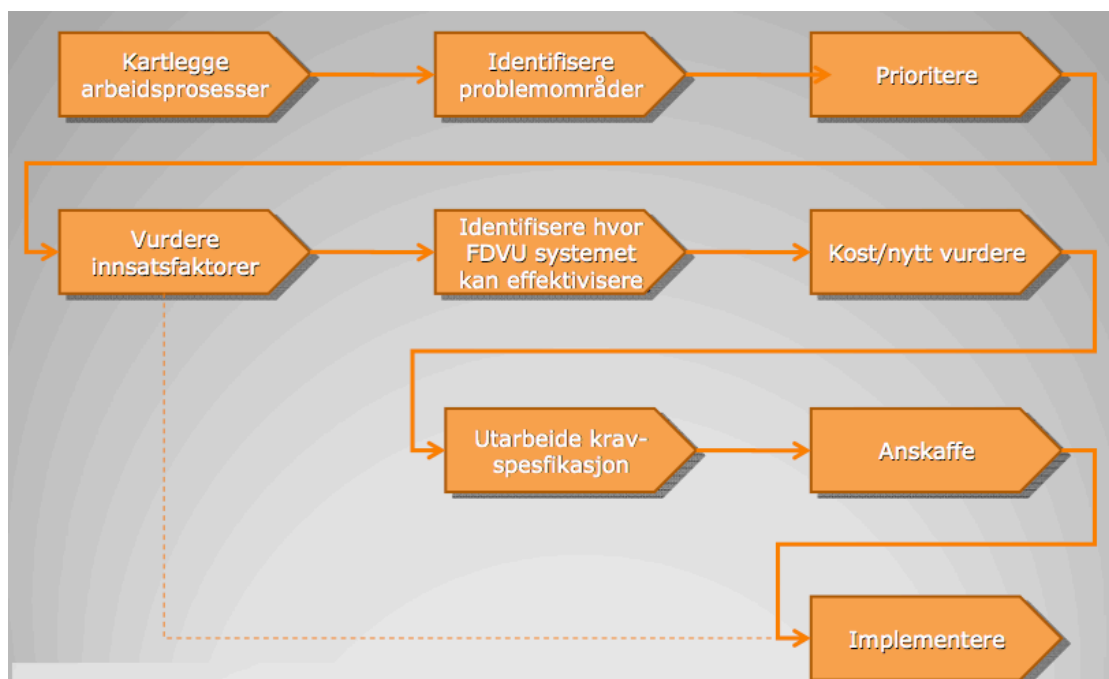 Kartlegge
arbeidsprosesser
Identifisere
problemområder
Prioritere
Vurdere
innsatsfaktorer
Identifisere hvor
FDVU systemet
kan effektivisere
Kost/nytt vurdere
Utarbeide krav-
spesfikasjon
Anskaffe
Implementere